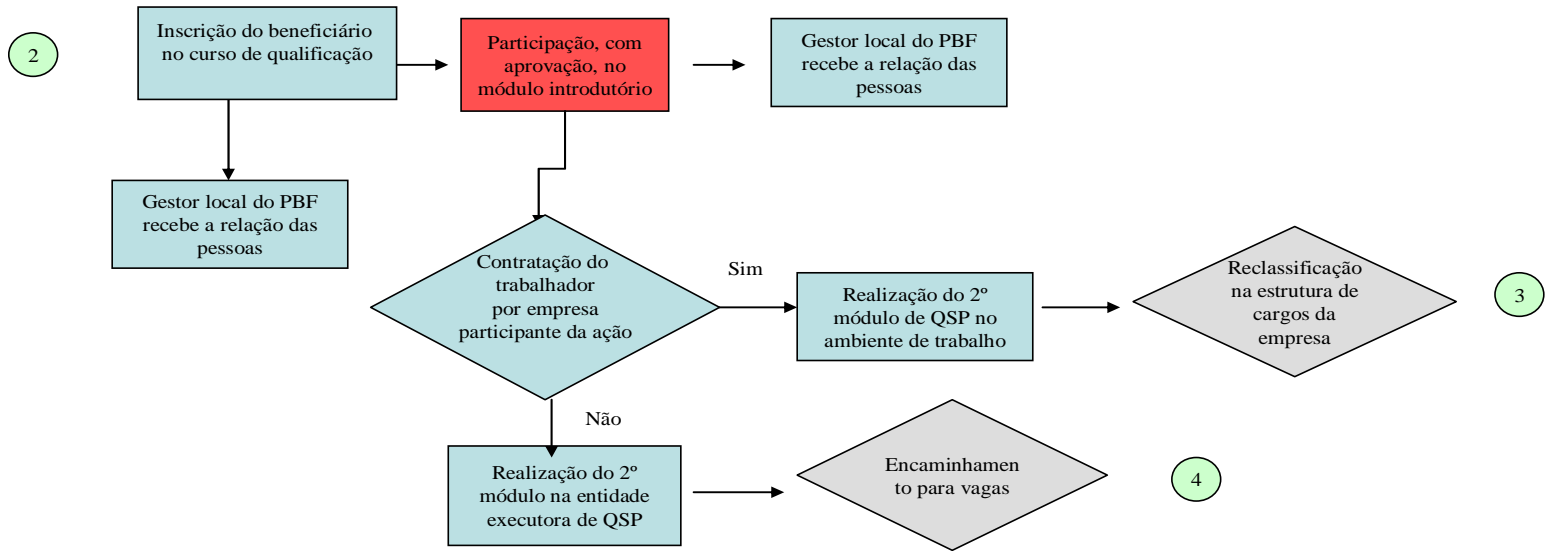 2
Inscrição do beneficiário
no curso de qualificação
Participação, com
aprovação, no
módulo introdutório
Gestor local do PBF
recebe a relação das
pessoas
Gestor local do PBF
recebe a relação das
pessoas
Contratação do
trabalhador
por empresa
participante da ação
Sim
Realização do 2º
módulo de QSP no
ambiente de trabalho
Reclassificação
na estrutura de
cargos da
empresa
3
Não
Realização do 2º
módulo na entidade
executora de QSP
Encaminhamen
to para vagas
4